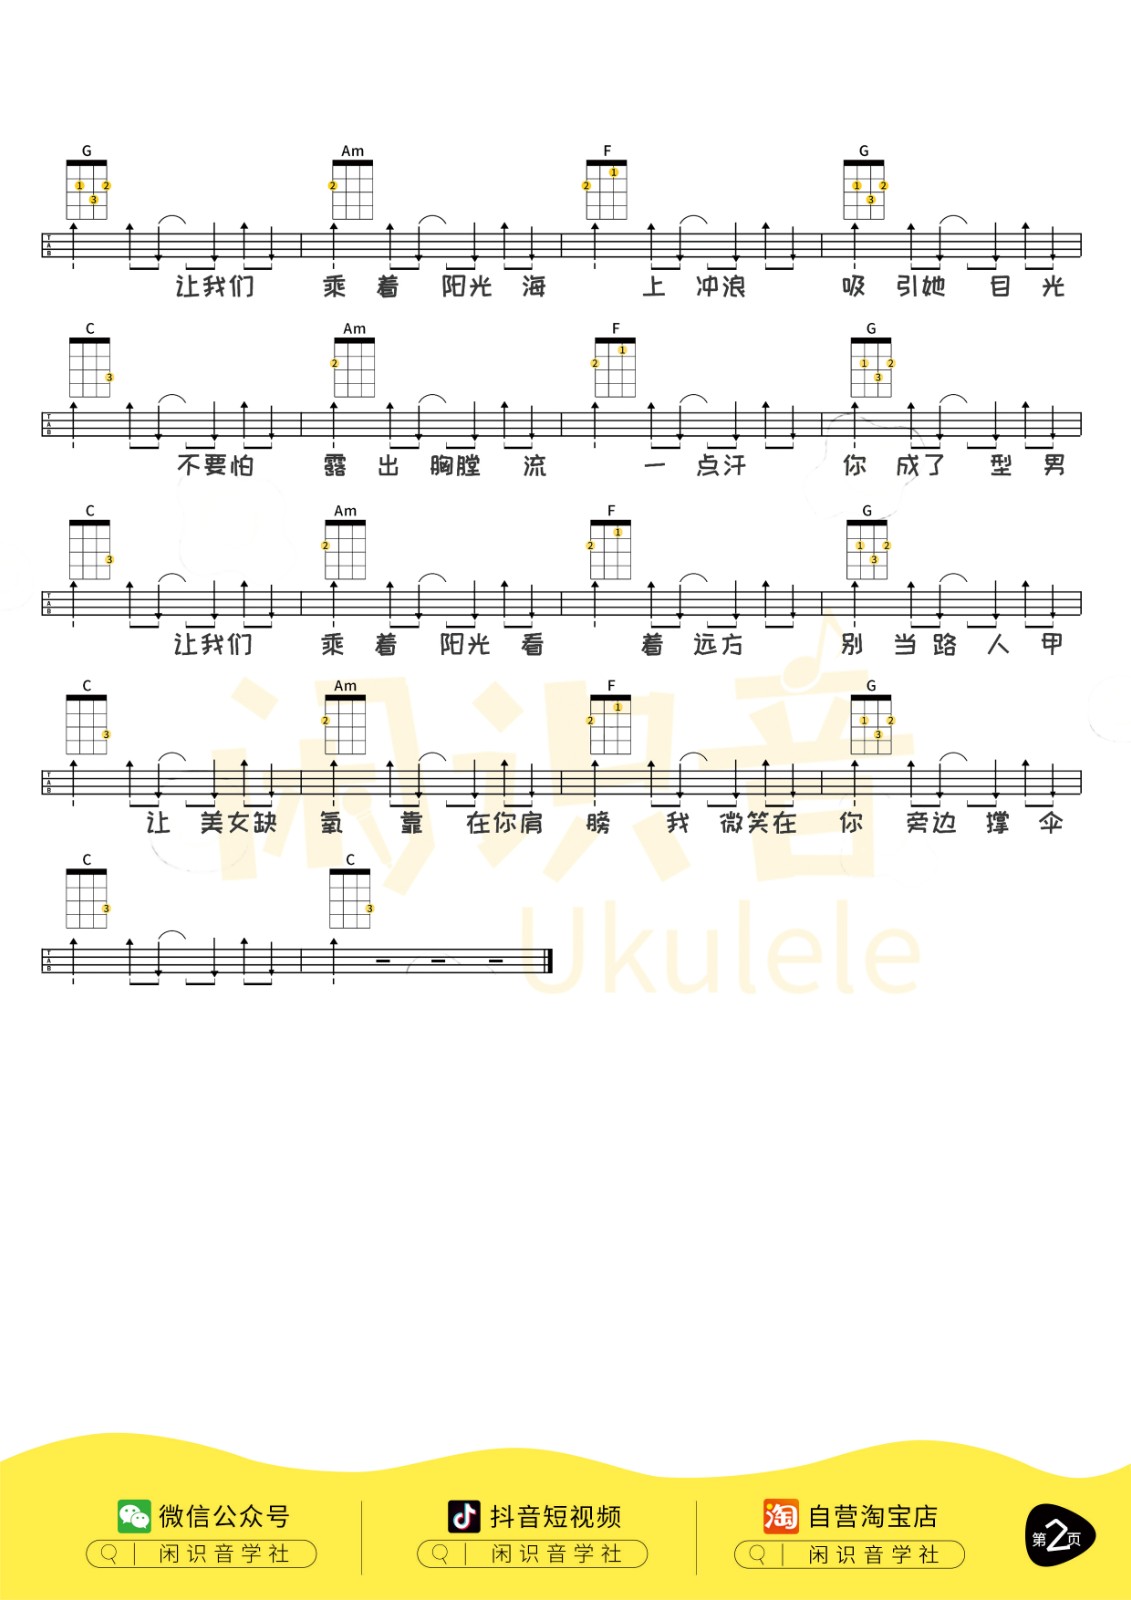 G Am F G
让我们 乘 着 阳光 海 上 冲浪 吸 引她 目 光
C Am F G
不要怕 露 出 胸膛 流 一 点汗 你 成了 型 男
C Am F G
让我们 乘 着 阳光 看 着 远方 别 当 路 人 甲
C Am F G
让 美女缺 氧 靠 在你肩 膀 我 微笑在 你 旁边 撑 伞
C C
闲识音
Ukulele
微信公众号 抖音短视频 自营淘宝店
闲识音学社 闲识音学社 闲识音学社
淘
第2页